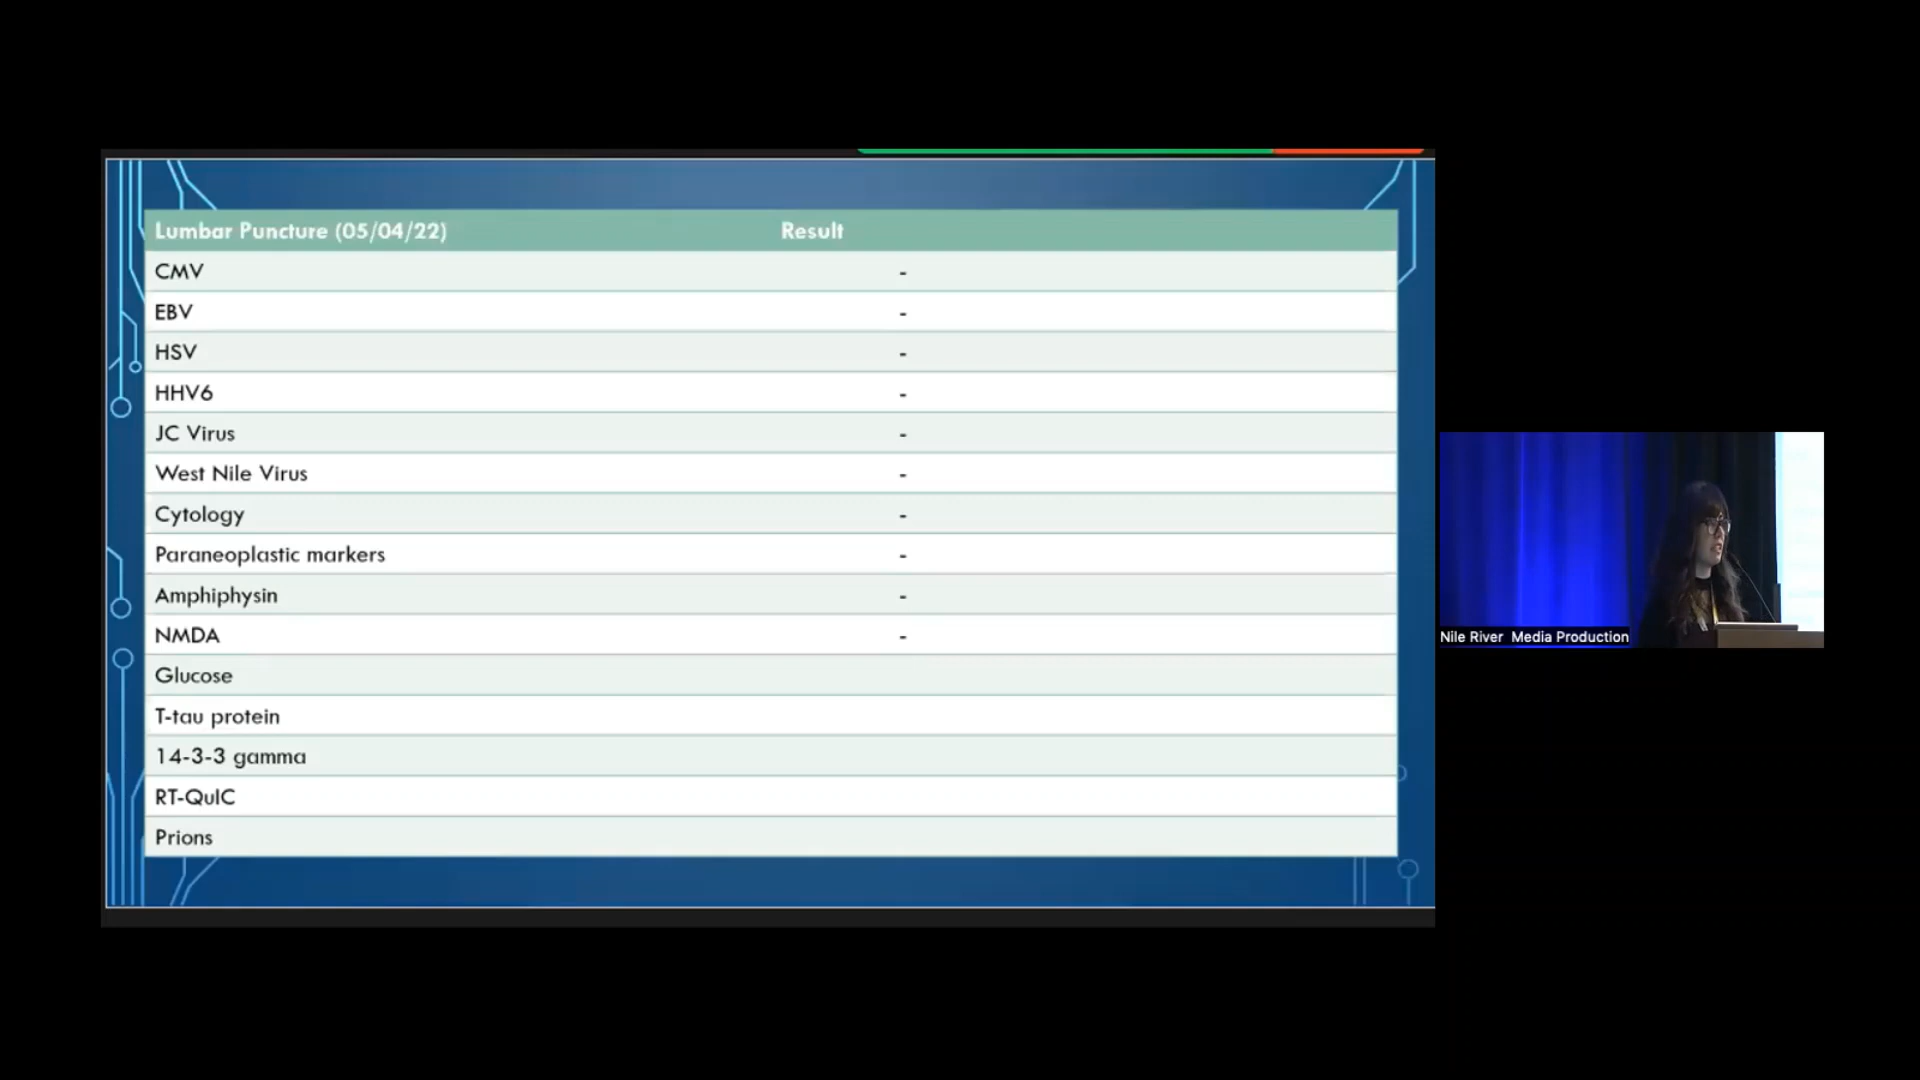 Lumbar Puncture (05/04/22) Result
CMV -
EBV -
HSV -
HHV6 -
JC Virus -
West Nile Virus -
Cytology -
Paraneoplastic markers -
Amphiphysin -
NMDA -
Glucose
T-tau protein
14-3-3 gamma
RT-QuIC
Prions
Nile River Media Production